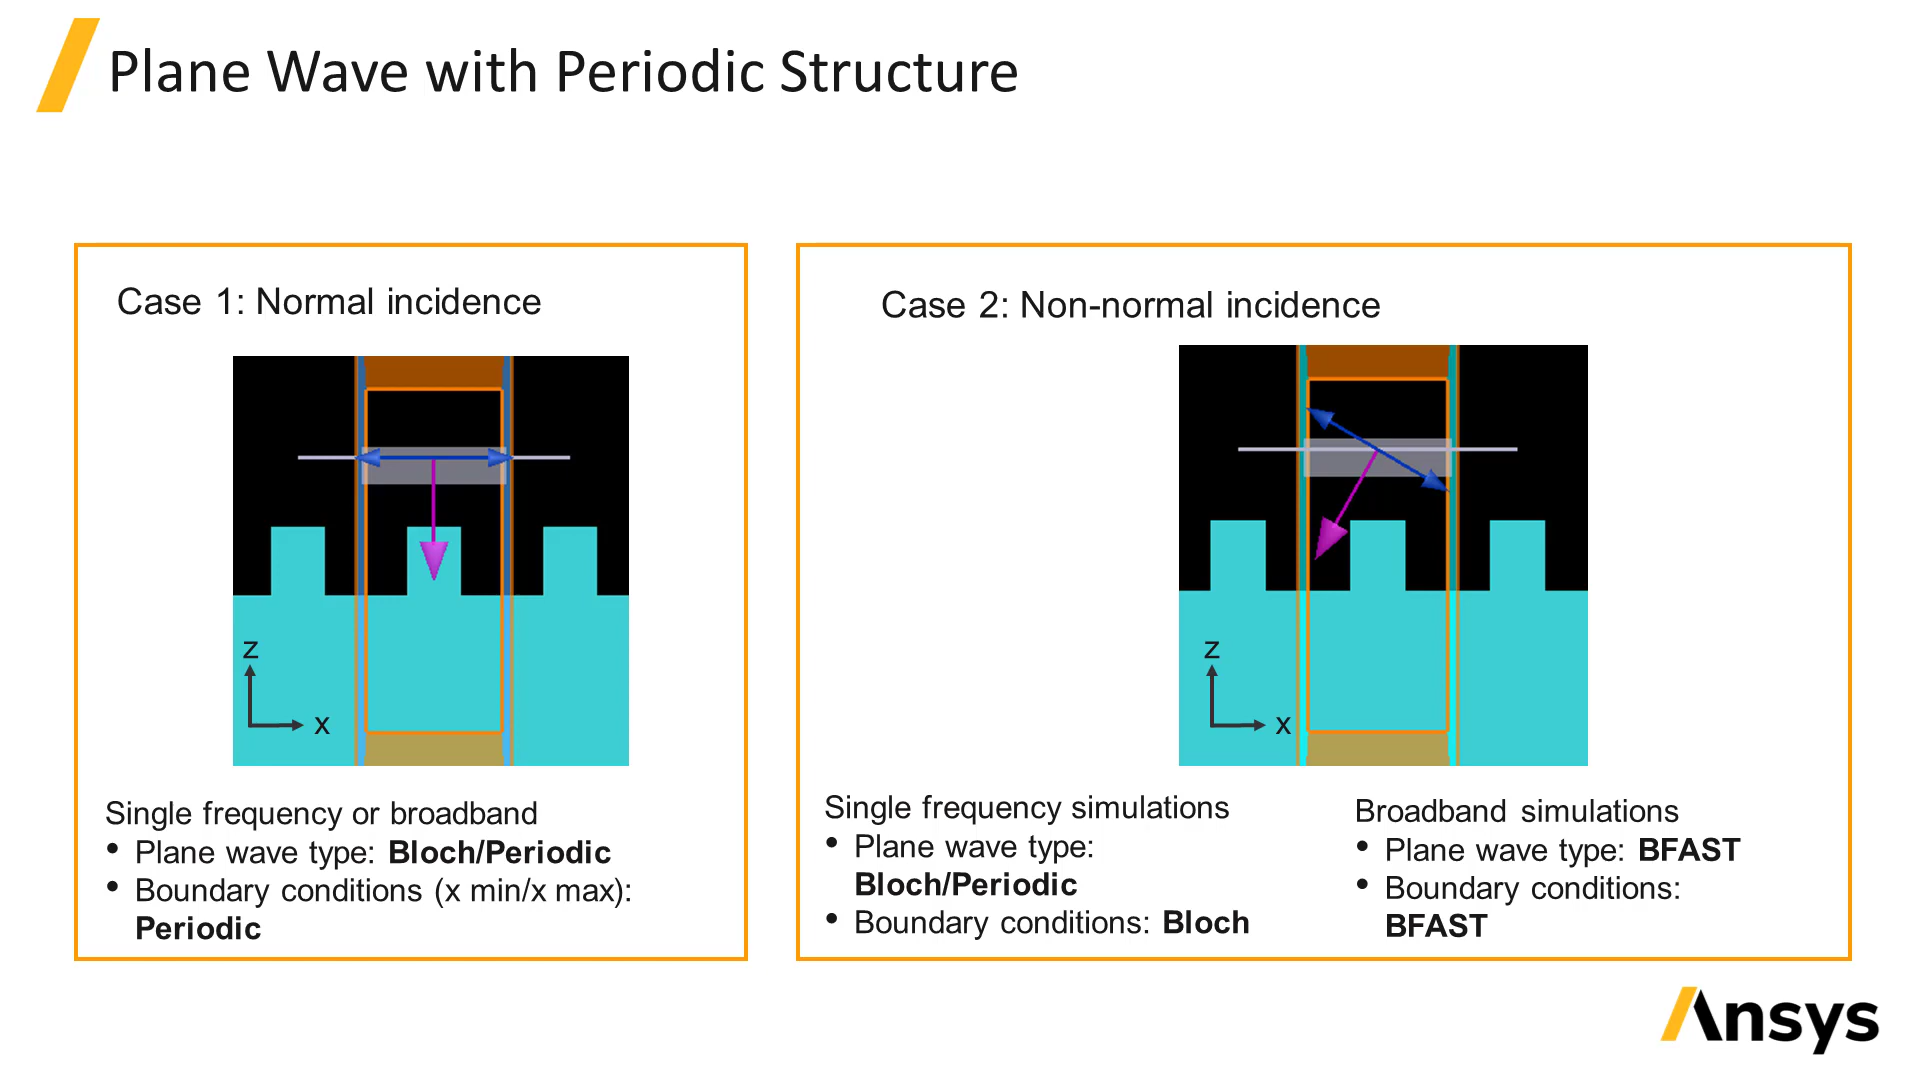 Plane Wave with Periodic Structure
Case 1: Normal incidence
z
x
Single frequency or broadband
• Plane wave type: Bloch/Periodic
• Boundary conditions (x min/x max):
Periodic
Case 2: Non-normal incidence
z
x
Single frequency simulations
• Plane wave type:
Bloch/Periodic
• Boundary conditions: Bloch
Broadband simulations
• Plane wave type: BFAST
• Boundary conditions:
BFAST
Ansys